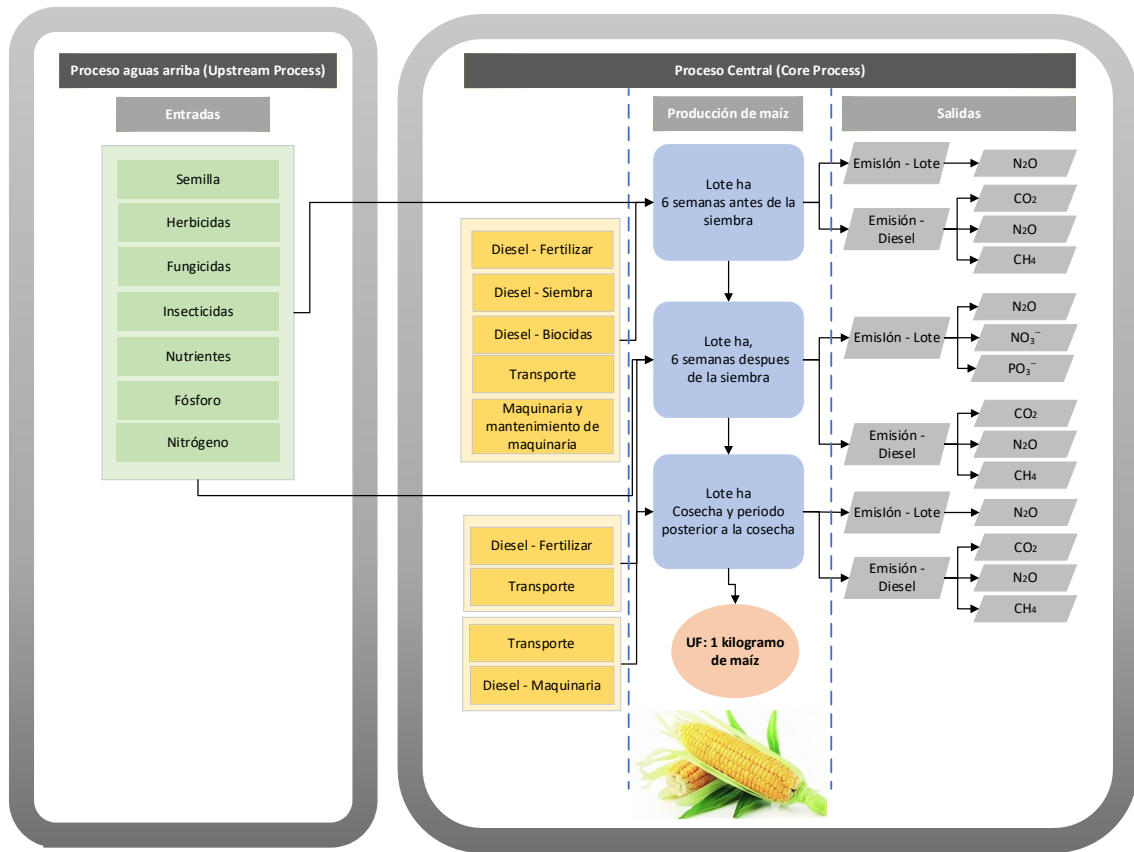 Proceso aguas arriba (Upstream Process)
Entradas
Semilla
Herbicidas
Fungicidas
Insecticidas
Nutrientes
Fósforo
Nitrógeno
Proceso Central (Core Process)
Producción de maíz
Salidas
Diesel - Fertilizar
Diesel - Siembra
Diesel - Biocidas
Transporte
Maquinaria y
mantenimiento de
maquinaria
Diesel - Fertilizar
Transporte
Transporte
Diesel - Maquinaria
Lote ha
6 semanas antes de la
siembra
Lote ha,
6 semanas despues
de la siembra
Lote ha
Cosecha y periodo
posterior a la cosecha
UF: 1 kilogramo
de maíz
Emisión - Lote
N₂O
Emisión -
Diesel
CO₂
N₂O
CH₄
Emisión - Lote
N₂O
NO₃⁻
PO₃⁻
Emisión -
Diesel
CO₂
N₂O
CH₄
Emisión - Lote
N₂O
Emisión -
Diesel
CO₂
N₂O
CH₄